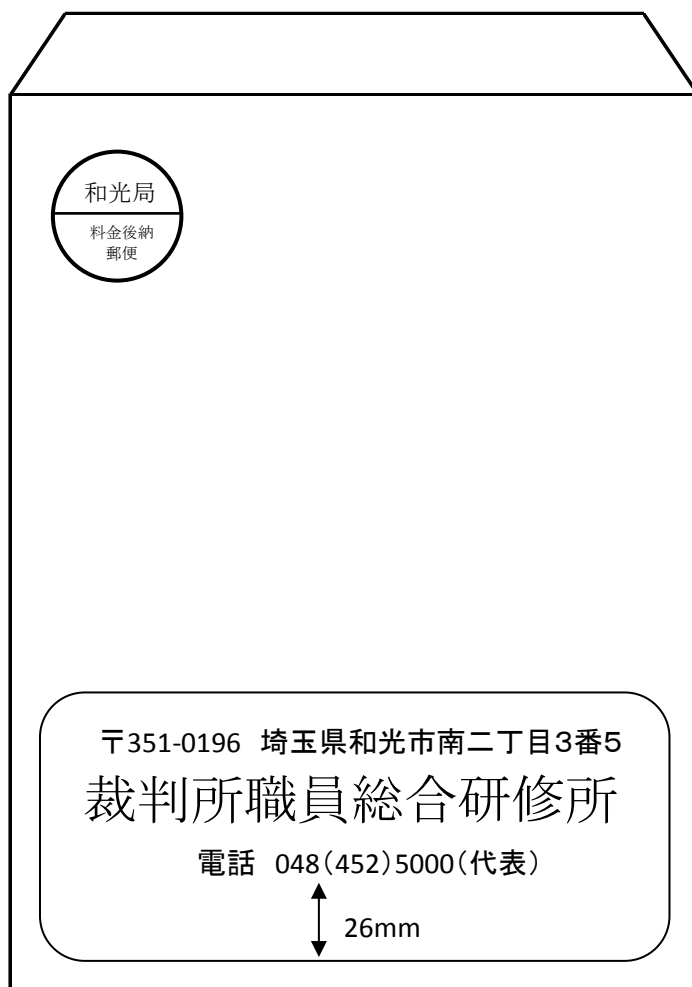 和光局
料金後納
郵便
〒351-0196 埼玉県和光市南二丁目3番5
裁判所職員総合研修所
電話 048(452)5000(代表)
26mm